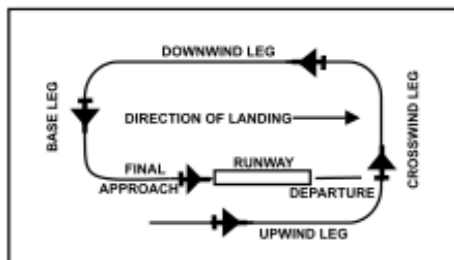 DOWNWIND LEG
BASE LEG
DIRECTION OF LANDING
CROSSWIND LEG
FINAL
APPROACH
RUNWAY
DEPARTURE
UPWIND LEG